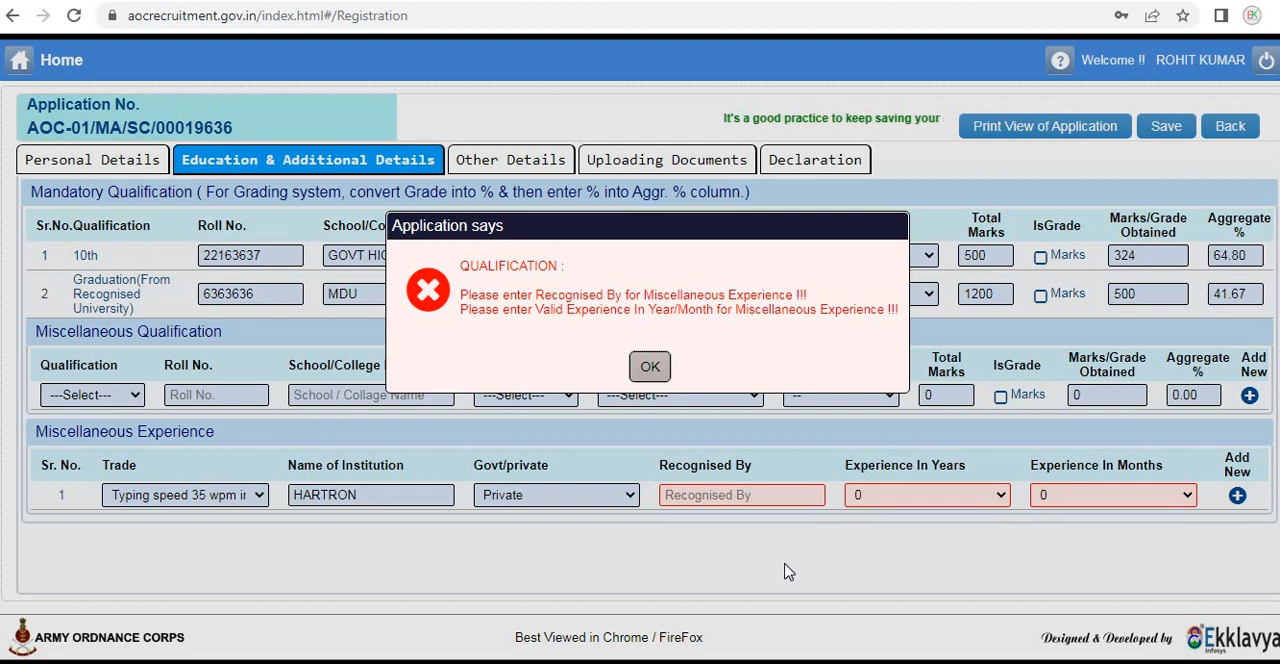 aocrecruitment.gov.in/index.html#/Registration
Home
? Welcome !! ROHIT KUMAR
Application No.
AOC-01/MA/SC/00019636
It's a good practice to keep saving your
Print View of Application Save Back
Personal Details Education & Additional Details Other Details Uploading Documents Declaration
Mandatory Qualification ( For Grading system, convert Grade into % & then enter % into Aggr. % column.)
Sr.No. Qualification Roll No. School/Co Total Marks IsGrade Marks/Grade Obtained Aggregate %
1 10th 22163637 GOVT HIG 500 Marks 324 64.80
2 Graduation(From Recognised University) 6363636 MDU 1200 Marks 500 41.67
Application says
QUALIFICATION :
Please enter Recognised By for Miscellaneous Experience !!!
Please enter Valid Experience In Year/Month for Miscellaneous Experience !!!
OK
Miscellaneous Qualification
Qualification Roll No. School/College Total Marks IsGrade Marks/Grade Obtained Aggregate % Add New
---Select--- Roll No. School / Collage Name ---Select--- ---Select--- -- 0 Marks 0 0.00
Miscellaneous Experience
Sr. No. Trade Name of Institution Govt/private Recognised By Experience In Years Experience In Months Add New
1 Typing speed 35 wpm ir HARTRON Private Recognised By 0 0
ARMY ORDNANCE CORPS
Best Viewed in Chrome / FireFox
Designed & Developed by Ekklavya
Infosys